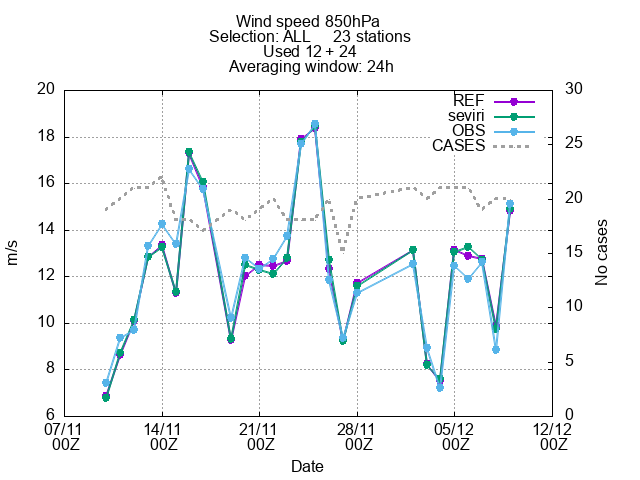 Wind speed 850hPa
Selection: ALL 23 stations
Used 12 + 24
Averaging window: 24h
REF
seviri
OBS
CASES
20
18
16
14
12
10
8
6
30
25
20
15
10
5
0
m/s
No cases
07/11 14/11 21/11 28/11 05/12 12/12
00Z 00Z 00Z 00Z 00Z 00Z
Date